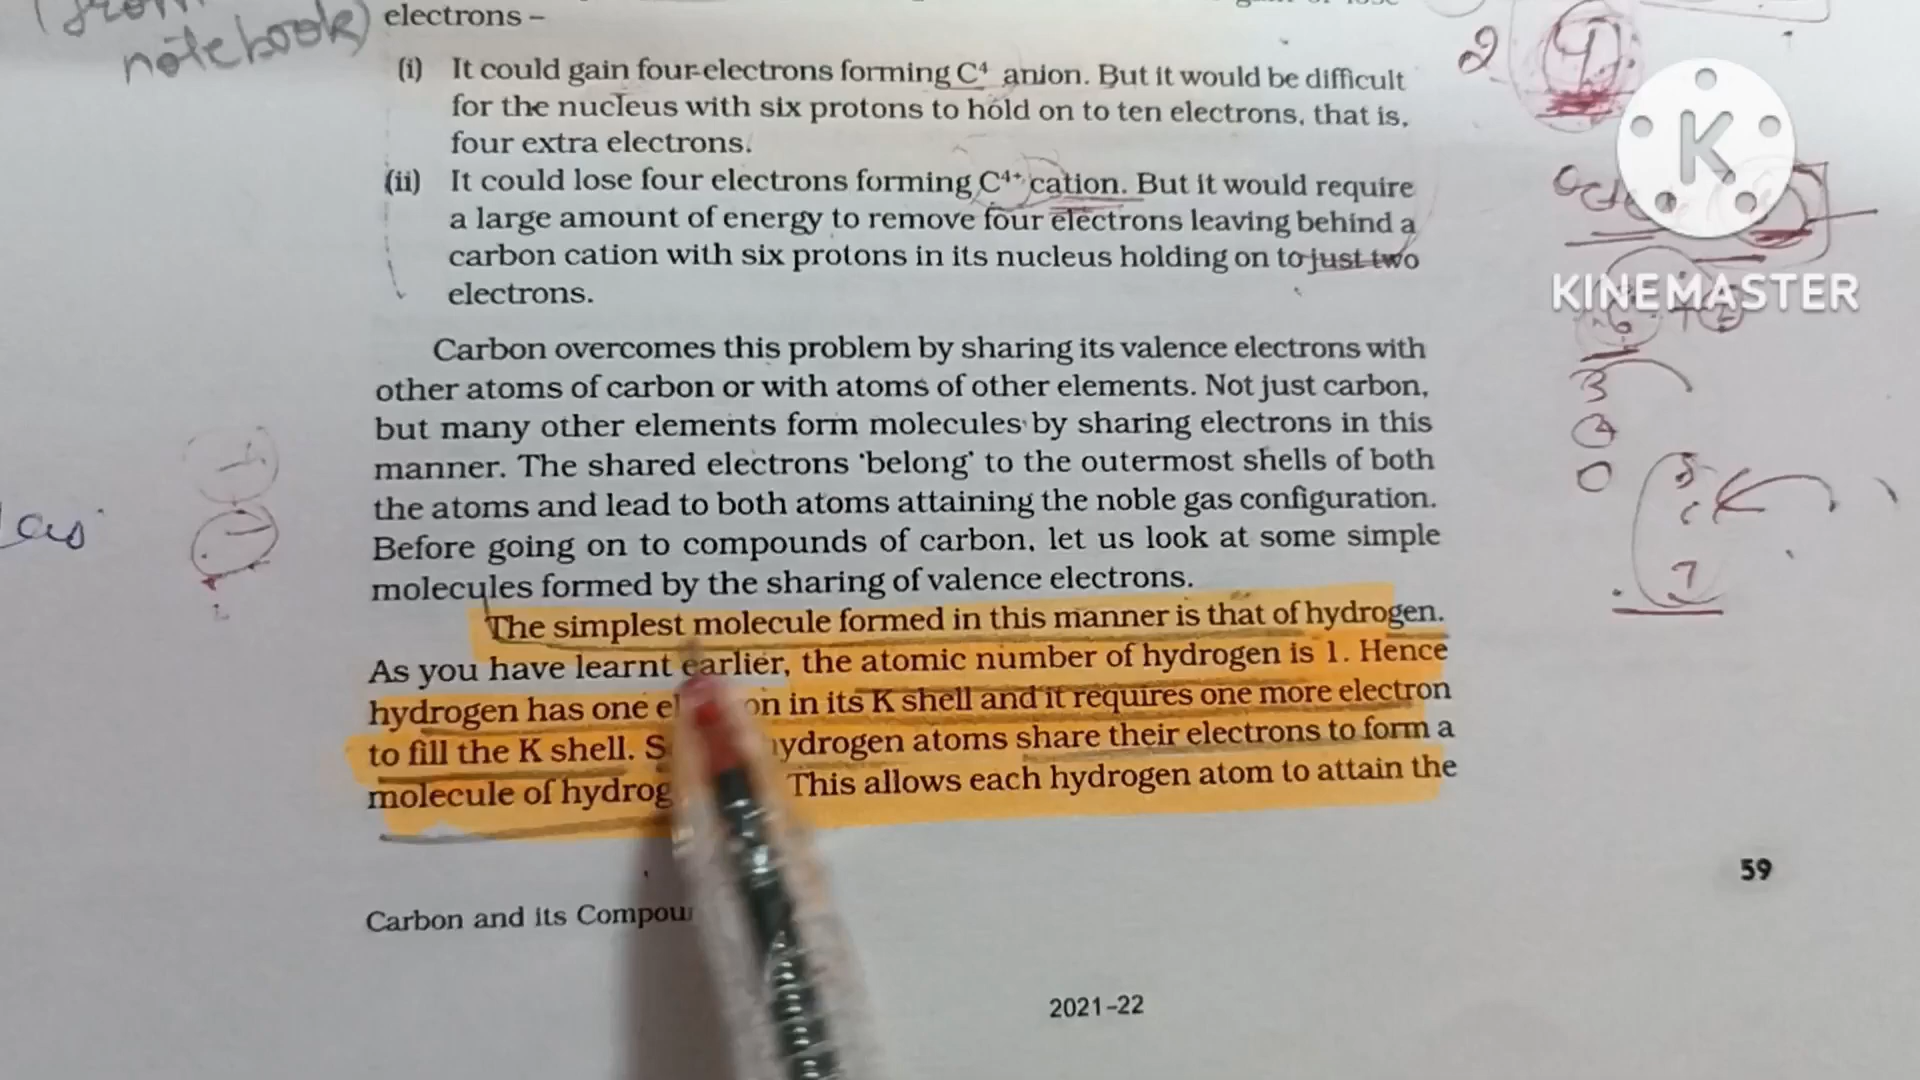 (from
notebook)
electrons –
(i) It could gain four electrons forming C⁴ anion. But it would be difficult
for the nucleus with six protons to hold on to ten electrons, that is,
four extra electrons.
(ii) It could lose four electrons forming C⁴⁺ cation. But it would require
a large amount of energy to remove four electrons leaving behind a
carbon cation with six protons in its nucleus holding on to just two
electrons.
Carbon overcomes this problem by sharing its valence electrons with
other atoms of carbon or with atoms of other elements. Not just carbon,
but many other elements form molecules by sharing electrons in this
manner. The shared electrons 'belong' to the outermost shells of both
the atoms and lead to both atoms attaining the noble gas configuration.
Before going on to compounds of carbon, let us look at some simple
molecules formed by the sharing of valence electrons.
The simplest molecule formed in this manner is that of hydrogen.
As you have learnt earlier, the atomic number of hydrogen is 1. Hence
hydrogen has one el on in its K shell and it requires one more electron
to fill the K shell. S ydrogen atoms share their electrons to form a
molecule of hydrog This allows each hydrogen atom to attain the
59
Carbon and its Compou
2021–22
K
KINEMASTER
2
3
7